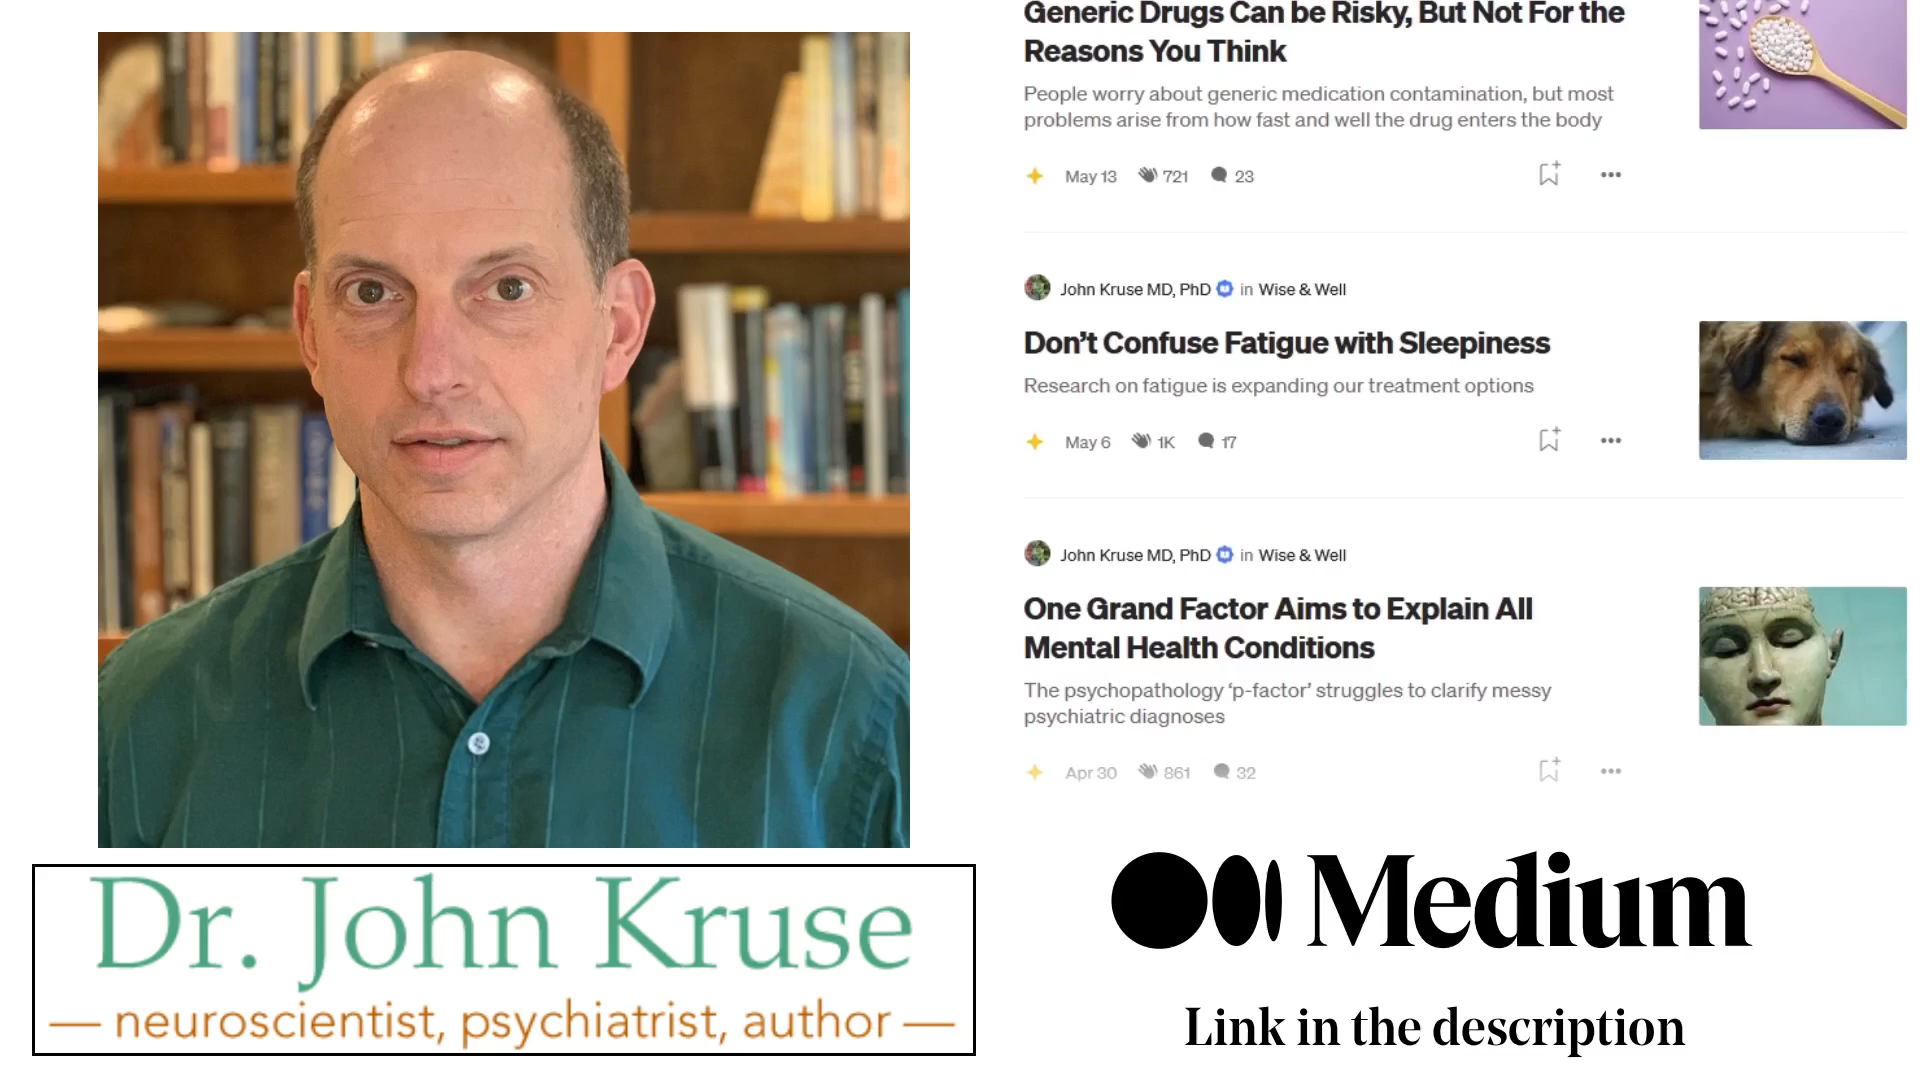 Generic Drugs Can be Risky, But Not For the
Reasons You Think
People worry about generic medication contamination, but most
problems arise from how fast and well the drug enters the body
May 13 721 23
John Kruse MD, PhD in Wise & Well
Don’t Confuse Fatigue with Sleepiness
Research on fatigue is expanding our treatment options
May 6 1K 17
John Kruse MD, PhD in Wise & Well
One Grand Factor Aims to Explain All
Mental Health Conditions
The psychopathology ‘p-factor’ struggles to clarify messy
psychiatric diagnoses
Apr 30 861 32
Dr. John Kruse
— neuroscientist, psychiatrist, author —
Medium
Link in the description